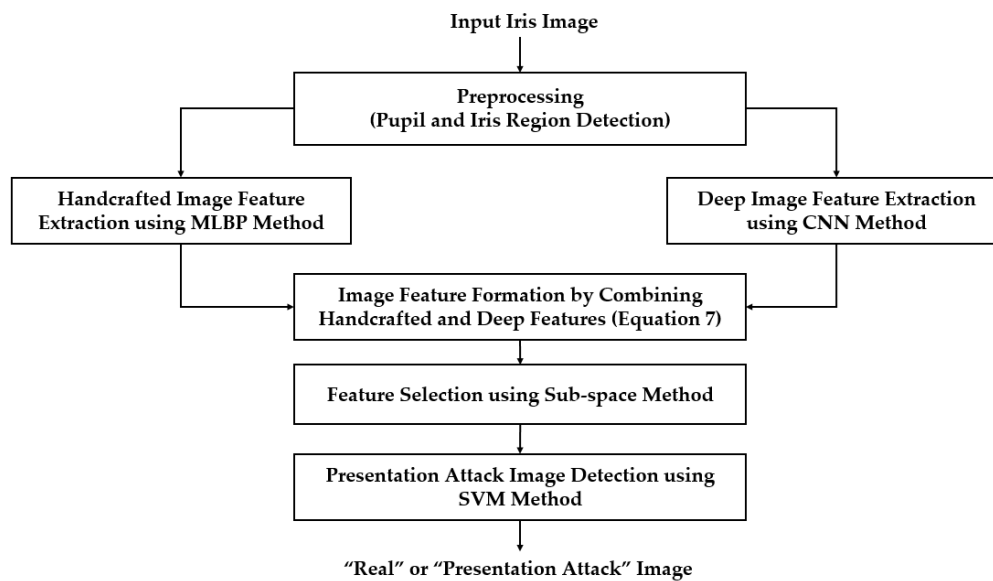 Input Iris Image
Preprocessing
(Pupil and Iris Region Detection)
Handcrafted Image Feature
Extraction using MLBP Method
Deep Image Feature Extraction
using CNN Method
Image Feature Formation by Combining
Handcrafted and Deep Features (Equation 7)
Feature Selection using Sub-space Method
Presentation Attack Image Detection using
SVM Method
“Real” or “Presentation Attack” Image